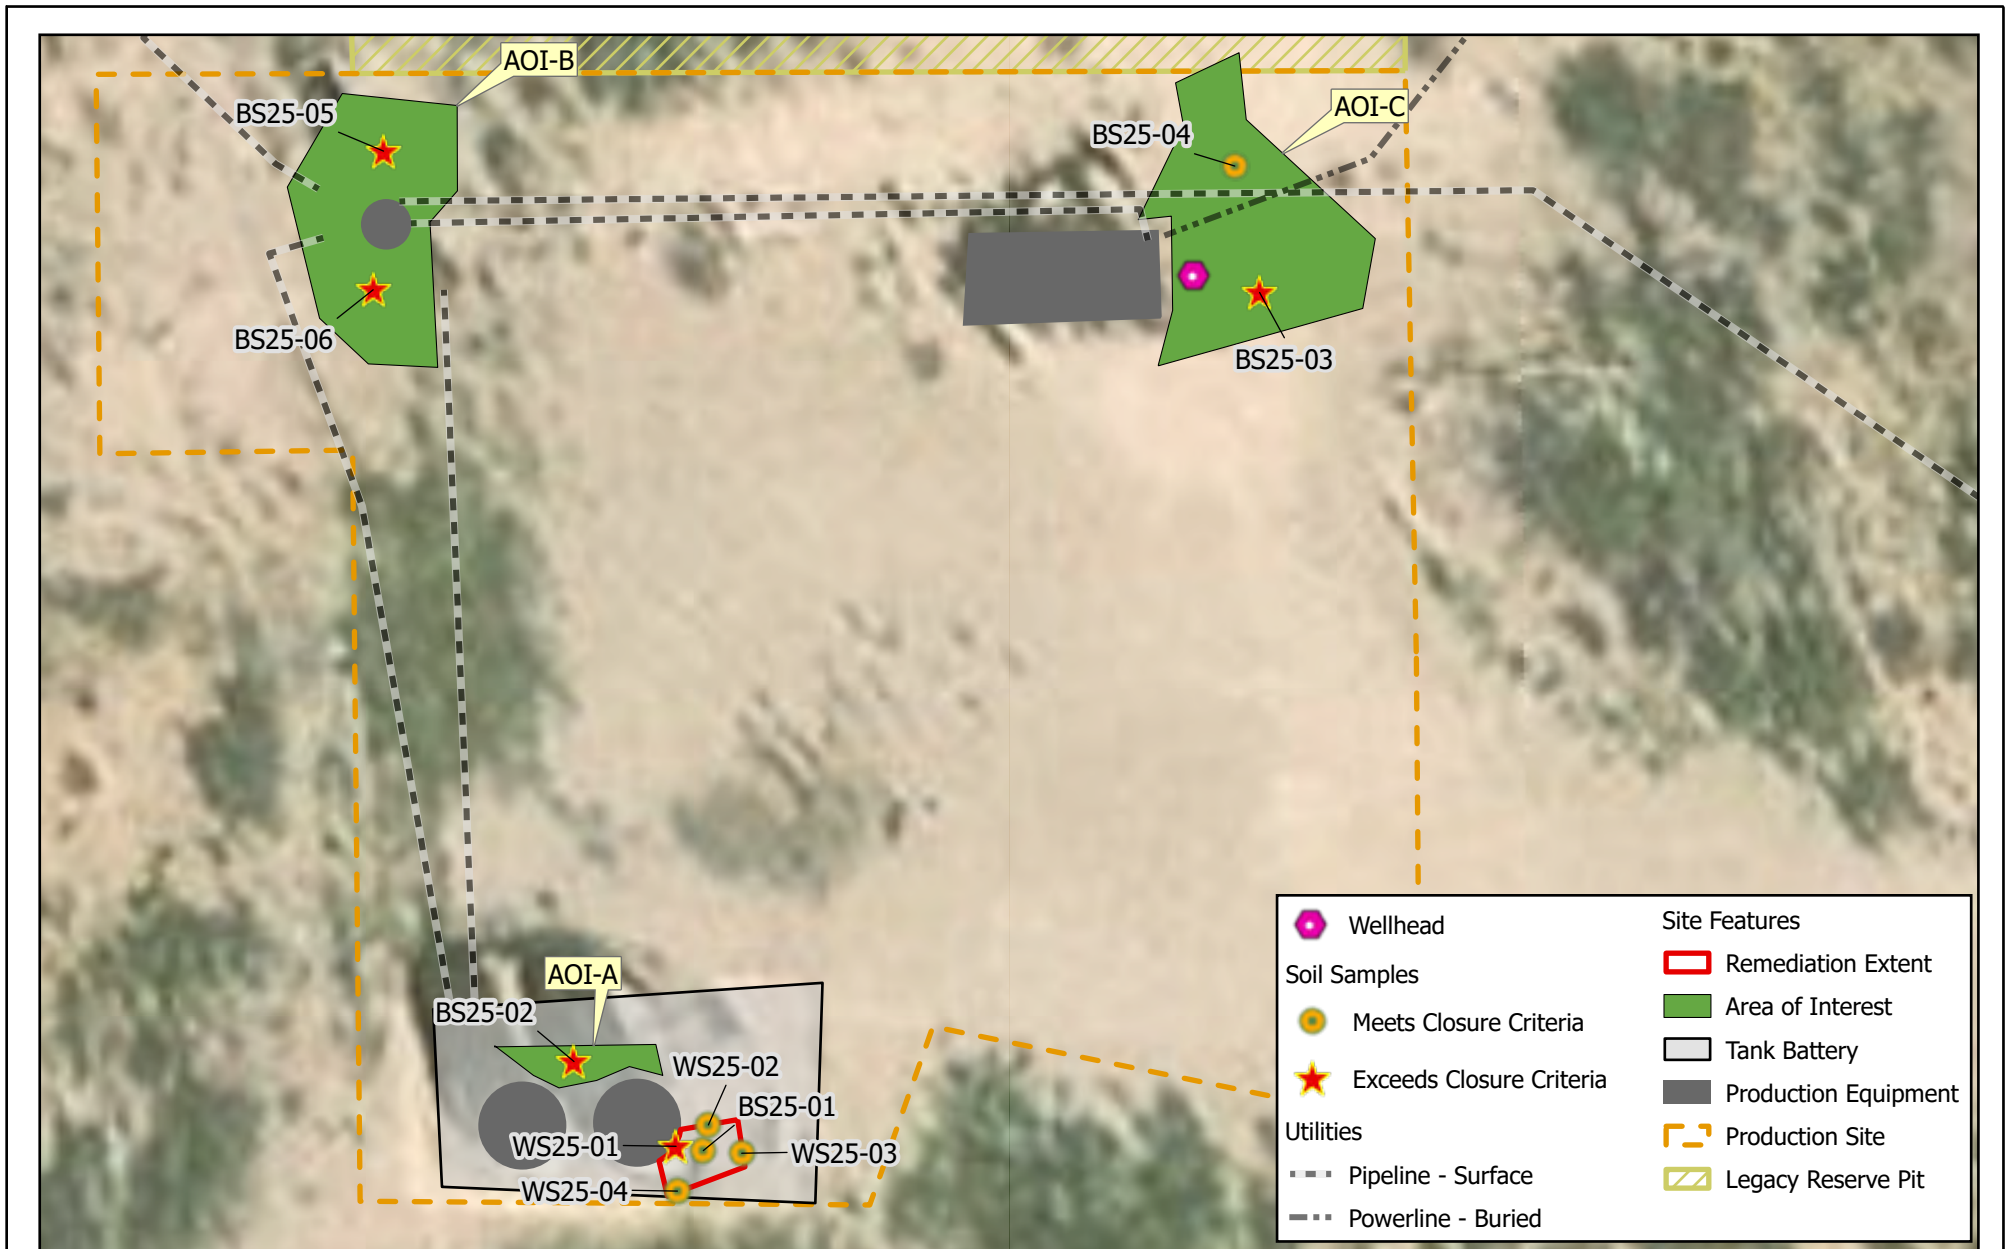 AOI-B
BS25-05
AOI-C
BS25-04
BS25-06
BS25-03
AOI-A
BS25-02
WS25-02
BS25-01
WS25-01
WS25-03
WS25-04
Wellhead
Soil Samples
Meets Closure Criteria
Exceeds Closure Criteria
Utilities
Pipeline - Surface
Powerline - Buried
Site Features
Remediation Extent
Area of Interest
Tank Battery
Production Equipment
Production Site
Legacy Reserve Pit